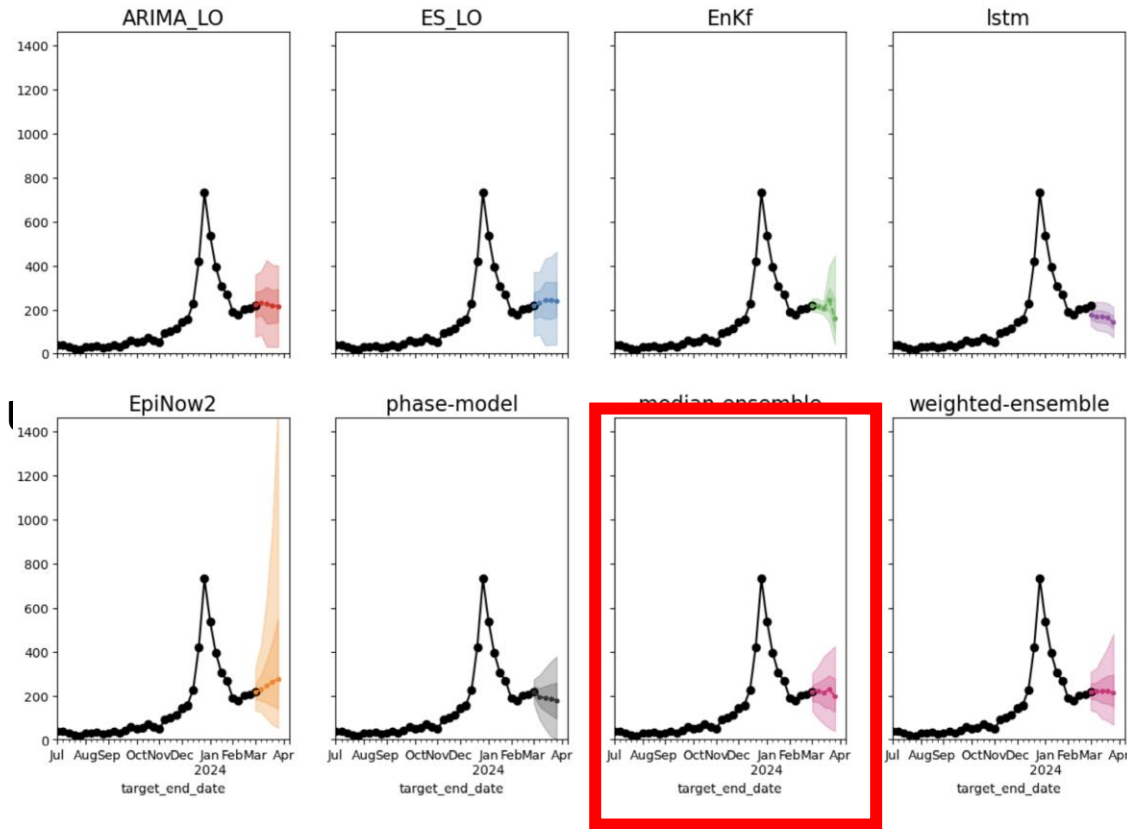 ARIMA_LO
ES_LO
EnKf
lstm
1400
1200
1000
800
600
400
200
0
EpiNow2
phase-model
median-ensemble
weighted-ensemble
1400
1200
1000
800
600
400
200
0
Jul AugSep OctNovDec Jan FebMar Apr
2024
target_end_date
Jul AugSep OctNovDec Jan FebMar Apr
2024
target_end_date
Jul AugSep OctNovDec Jan FebMar Apr
2024
target_end_date
Jul AugSep OctNovDec Jan FebMar Apr
2024
target_end_date